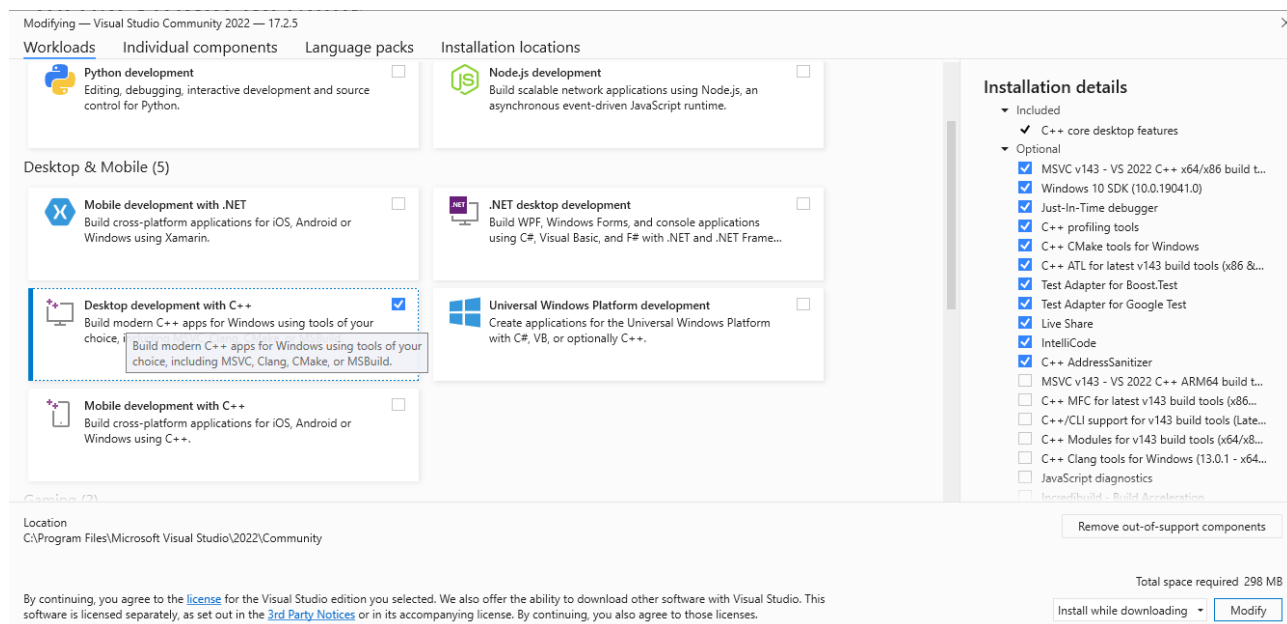 Modifying — Visual Studio Community 2022 — 17.2.5
Workloads Individual components Language packs Installation locations
Python development
Editing, debugging, interactive development and source
control for Python.
Node.js development
Build scalable network applications using Node.js, an
asynchronous event-driven JavaScript runtime.
Desktop & Mobile (5)
Mobile development with .NET
Build cross-platform applications for iOS, Android or
Windows using Xamarin.
.NET
.NET desktop development
Build WPF, Windows Forms, and console applications
using C#, Visual Basic, and F# with .NET and .NET Frame...
Desktop development with C++
Build modern C++ apps for Windows using tools of your
choice, i
Build modern C++ apps for Windows using tools of your
choice, including MSVC, Clang, CMake, or MSBuild.
Universal Windows Platform development
Create applications for the Universal Windows Platform
with C#, VB, or optionally C++.
Mobile development with C++
Build cross-platform applications for iOS, Android or
Windows using C++.
Gaming (2)
Installation details
Included
C++ core desktop features
Optional
MSVC v143 - VS 2022 C++ x64/x86 build t...
Windows 10 SDK (10.0.19041.0)
Just-In-Time debugger
C++ profiling tools
C++ CMake tools for Windows
C++ ATL for latest v143 build tools (x86 &...
Test Adapter for Boost.Test
Test Adapter for Google Test
Live Share
IntelliCode
C++ AddressSanitizer
MSVC v143 - VS 2022 C++ ARM64 build t...
C++ MFC for latest v143 build tools (x86...
C++/CLI support for v143 build tools (Late...
C++ Modules for v143 build tools (x64/x8...
C++ Clang tools for Windows (13.0.1 - x64...
JavaScript diagnostics
Incredibuild - Build Acceleration
Location
C:\Program Files\Microsoft Visual Studio\2022\Community
Remove out-of-support components
Total space required 298 MB
By continuing, you agree to the license for the Visual Studio edition you selected. We also offer the ability to download other software with Visual Studio. This
software is licensed separately, as set out in the 3rd Party Notices or in its accompanying license. By continuing, you also agree to those licenses.
Install while downloading
Modify